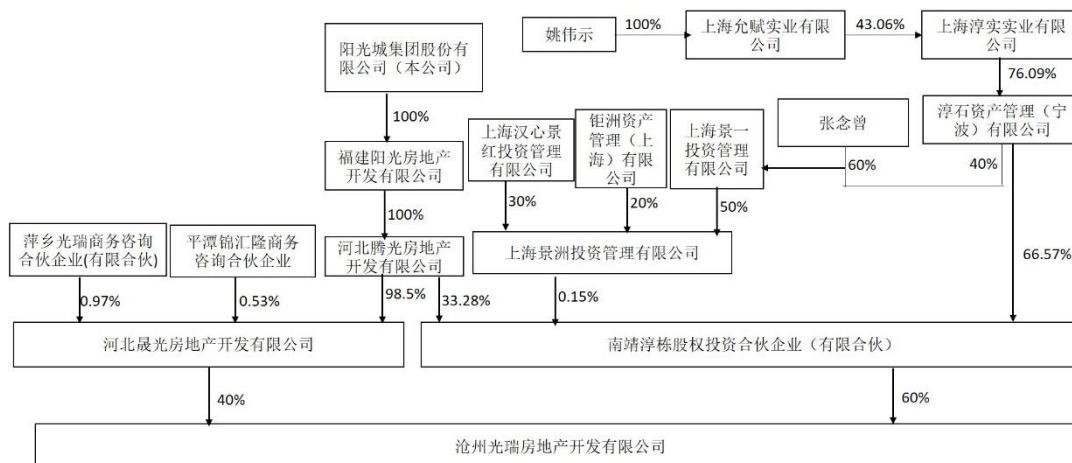 姚伟示
100%
上海允赋实业有限
公司
43.06%
上海淳实实业有限
公司
阳光城集团股份有
限公司（本公司）
76.09%
100%
上海汉心景
红投资管理
有限公司
钜洲资产
管理（上
海）有限
公司
上海景一
投资管理
有限公司
张念曾
淳石资产管理（宁
波）有限公司
福建阳光房地产
开发有限公司
60%
40%
100%
30%
20%
50%
萍乡光瑞商务咨询
合伙企业(有限合伙)
平潭锦汇隆商务
咨询合伙企业
河北腾光房地产
开发有限公司
上海景洲投资管理有限公司
66.57%
0.97%
0.53%
98.5%
33.28%
0.15%
河北晟光房地产开发有限公司
南靖淳栋股权投资合伙企业（有限合伙）
40%
60%
沧州光瑞房地产开发有限公司